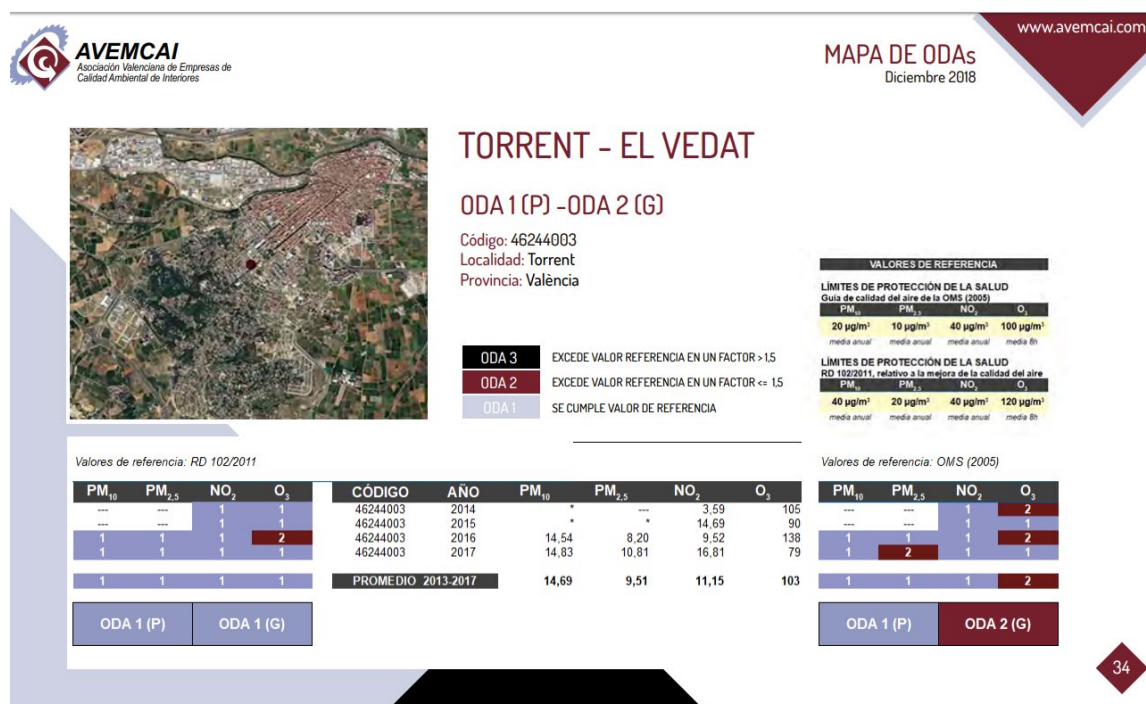 www.avemcai.com
AVEMCAI
Asociación Valenciana de Empresas de
Calidad Ambiental de Interiores
MAPA DE ODAs
Diciembre 2018
TORRENT - EL VEDAT
ODA 1 (P) -ODA 2 (G)
Código: 46244003
Localidad: Torrent
Provincia: València
ODA 3 EXCEDE VALOR REFERENCIA EN UN FACTOR > 1,5
ODA 2 EXCEDE VALOR REFERENCIA EN UN FACTOR <= 1,5
ODA 1 SE CUMPLE VALOR DE REFERENCIA
VALORES DE REFERENCIA
LÍMITES DE PROTECCIÓN DE LA SALUD
Guía de calidad del aire de la OMS (2005)
PM10 PM2,5 NO2 O3
20 µg/m³ 10 µg/m³ 40 µg/m³ 100 µg/m³
media anual media anual media anual media 8h
LÍMITES DE PROTECCIÓN DE LA SALUD
RD 102/2011, relativo a la mejora de la calidad del aire
PM10 PM2,5 NO2 O3
40 µg/m³ 20 µg/m³ 40 µg/m³ 120 µg/m³
media anual media anual media anual media 8h
Valores de referencia: RD 102/2011
PM10 PM2,5 NO2 O3
--- --- 1 1
--- --- 1 1
1 1 1 2
1 1 1 1
1 1 1 1
ODA 1 (P) ODA 1 (G)
CÓDIGO AÑO PM10 PM2,5 NO2 O3
46244003 2014 * --- 3,59 105
46244003 2015 * * 14,69 90
46244003 2016 14,54 8,20 9,52 138
46244003 2017 14,83 10,81 16,81 79
PROMEDIO 2013-2017 14,69 9,51 11,15 103
Valores de referencia: OMS (2005)
PM10 PM2,5 NO2 O3
--- --- 1 2
--- --- 1 1
1 1 1 2
1 2 1 1
1 1 1 2
ODA 1 (P) ODA 2 (G)
34